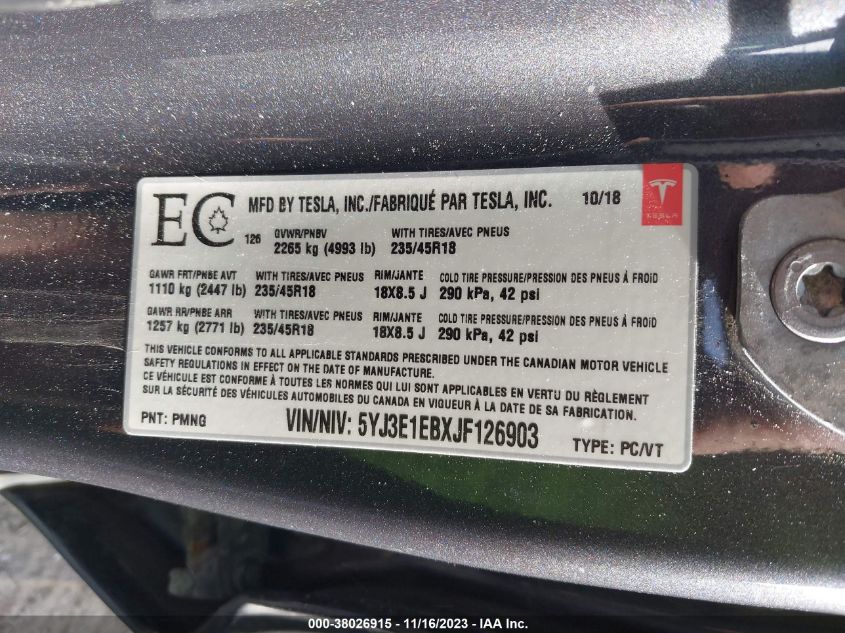 EC MFD BY TESLA, INC./FABRIQUÉ PAR TESLA, INC. 10/18
TESLA
126
GVWR/PNBV WITH TIRES/AVEC PNEUS
2265 kg (4993 lb) 235/45R18
GAWR FRT/PNBE AVT WITH TIRES/AVEC PNEUS RIM/JANTE COLD TIRE PRESSURE/PRESSION DES PNEUS À FROID
1110 kg (2447 lb) 235/45R18 18X8.5 J 290 kPa, 42 psi
GAWR RR/PNBE ARR WITH TIRES/AVEC PNEUS RIM/JANTE COLD TIRE PRESSURE/PRESSION DES PNEUS À FROID
1257 kg (2771 lb) 235/45R18 18X8.5 J 290 kPa, 42 psi
THIS VEHICLE CONFORMS TO ALL APPLICABLE STANDARDS PRESCRIBED UNDER THE CANADIAN MOTOR VEHICLE
SAFETY REGULATIONS IN EFFECT ON THE DATE OF MANUFACTURE.
CE VÉHICULE EST CONFORME À TOUTES LES NORMES QUI LUI SONT APPLICABLES EN VERTU DU RÈGLEMENT
SUR LA SÉCURITÉ DES VÉHICULES AUTOMOBILES DU CANADA EN VIGUEUR À LA DATE DE SA FABRICATION.
PNT: PMNG VIN/NIV: 5YJ3E1EBXJF126903 TYPE: PC/VT
000-38026915 - 11/16/2023 - IAA Inc.